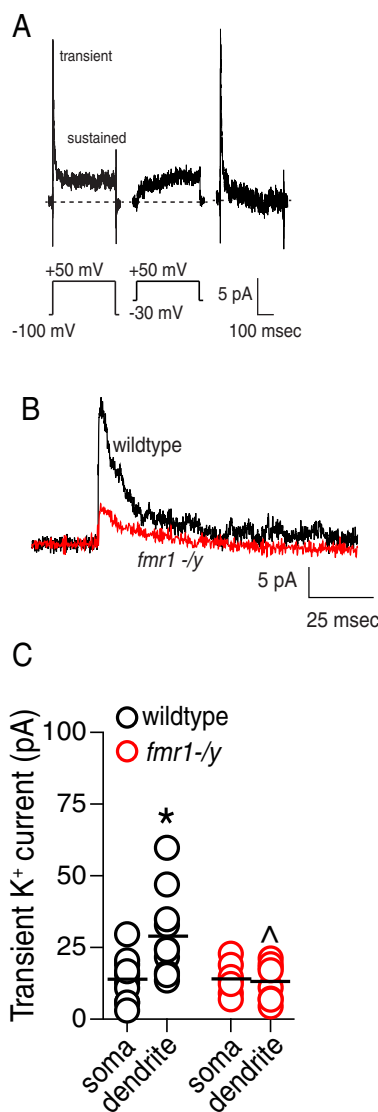 A
transient
sustained
+50 mV +50 mV
-100 mV -30 mV
5 pA
100 msec
B
wildtype
fmr1 -/y
5 pA
25 msec
C
wildtype
fmr1-/y
Transient K⁺ current (pA)
100
75
50
25
0
*
^
soma dendrite soma dendrite